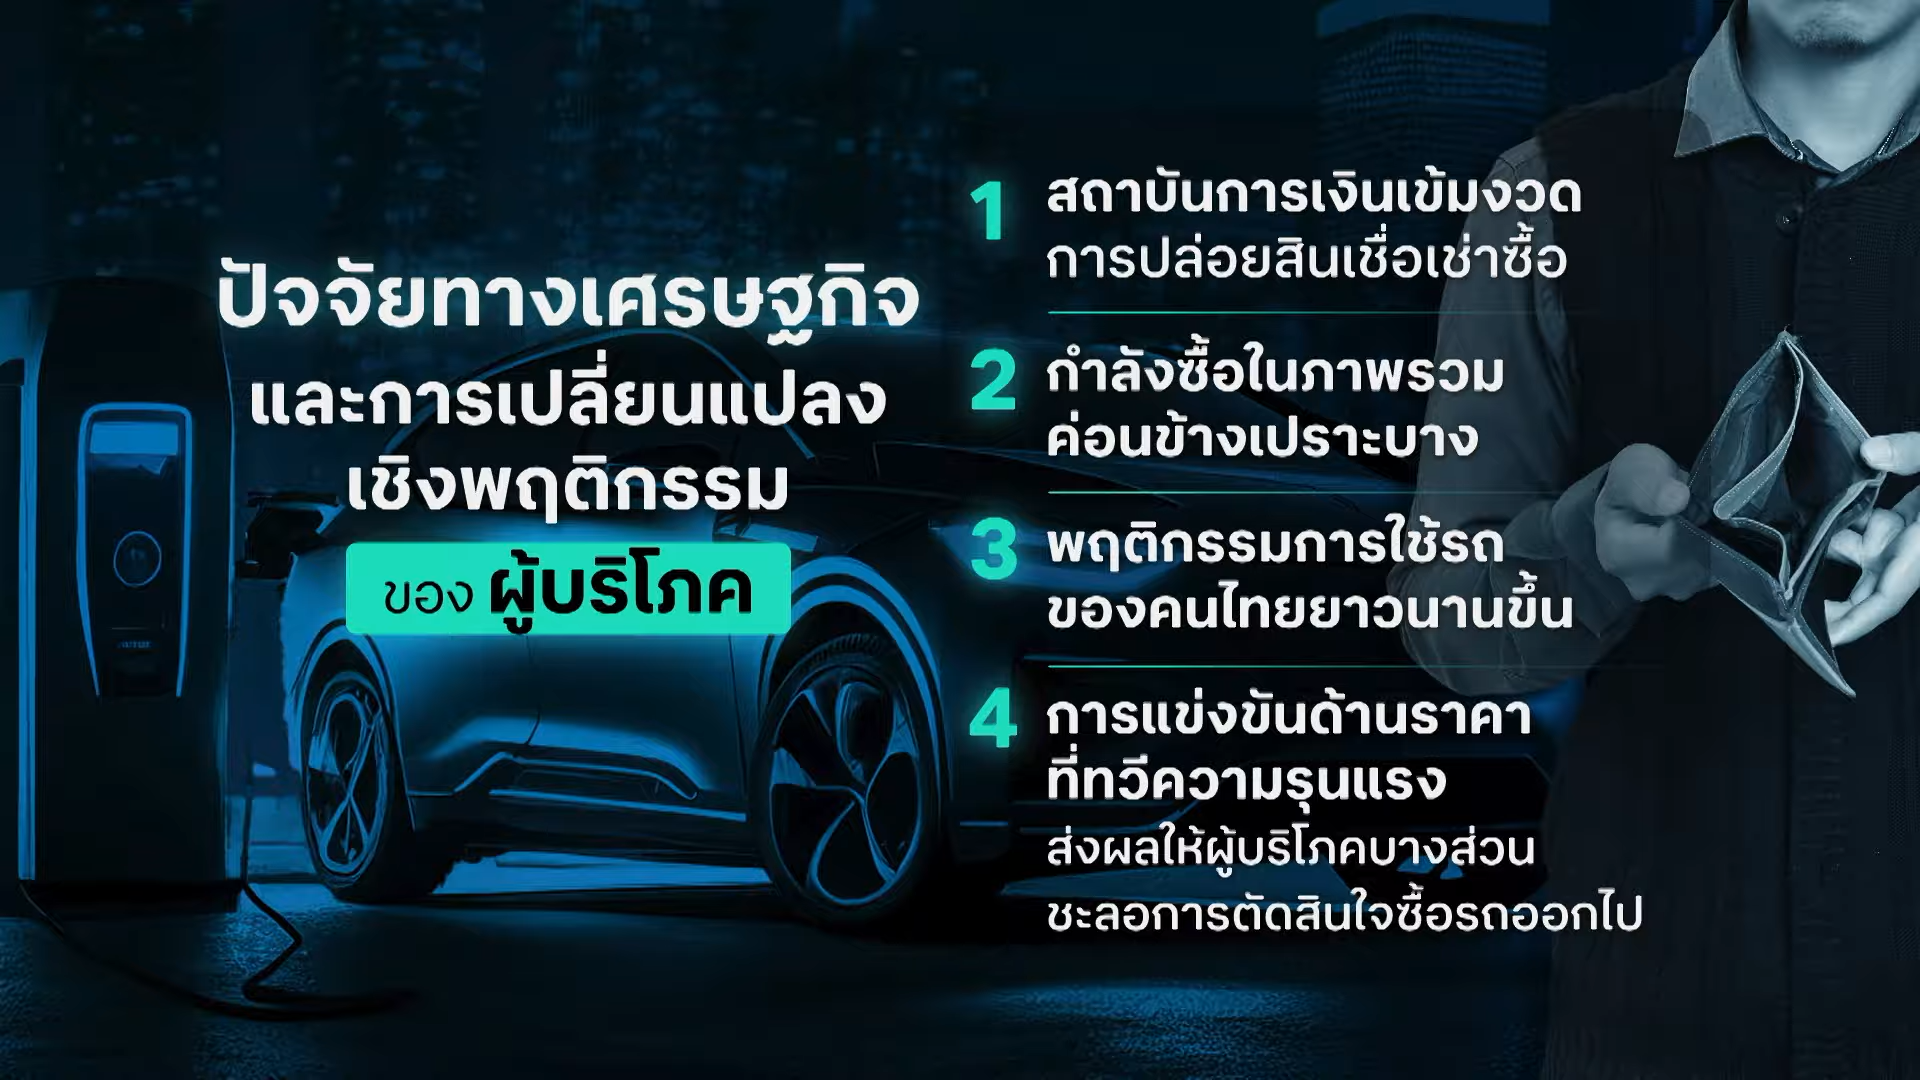 ปัจจัยทางเศรษฐกิจ
และการเปลี่ยนแปลง
เชิงพฤติกรรม
ของ ผู้บริโภค
1 สถาบันการเงินเข้มงวด
การปล่อยสินเชื่อเช่าซื้อ
2 กำลังซื้อในภาพรวม
ค่อนข้างเปราะบาง
3 พฤติกรรมการใช้รถ
ของคนไทยยาวนานขึ้น
4 การแข่งขันด้านราคา
ที่ทวีความรุนแรง
ส่งผลให้ผู้บริโภคบางส่วน
ชะลอการตัดสินใจซื้อรถออกไป